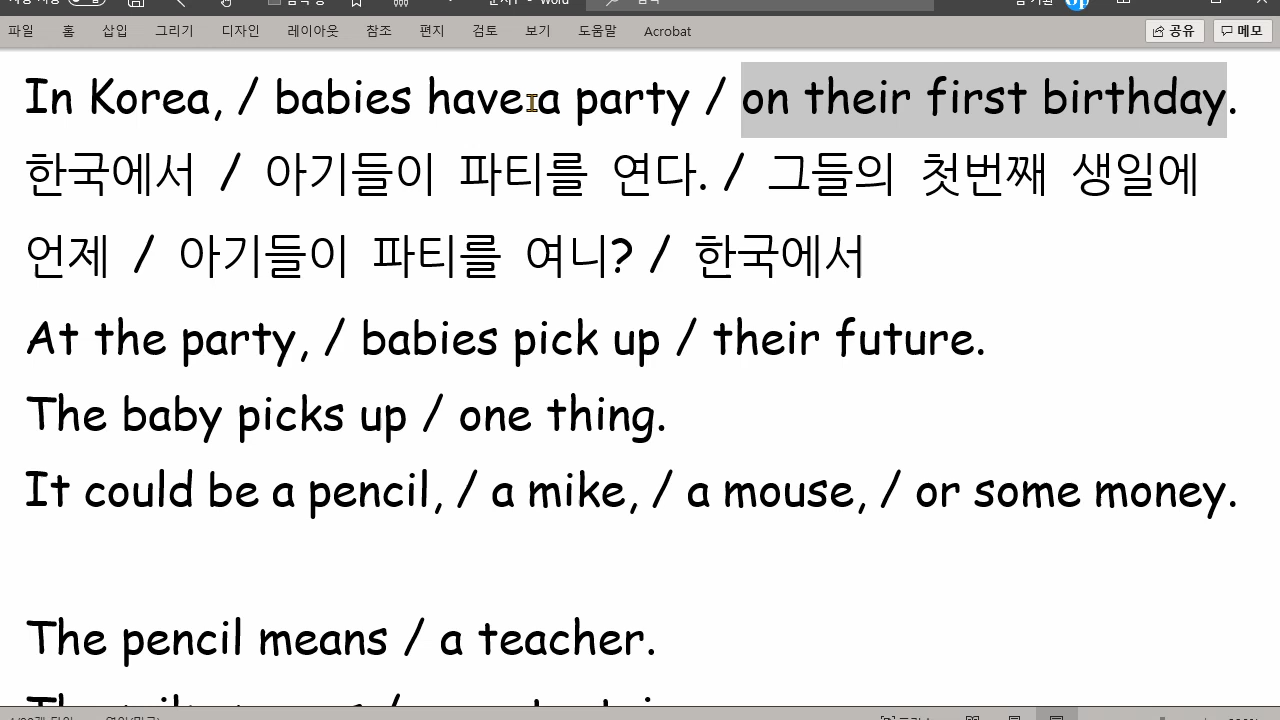 파일 홈 삽입 그리기 디자인 레이아웃 참조 편지 검토 보기 도움말 Acrobat 공유 메모
In Korea, / babies have a party / on their first birthday.
한국에서 / 아기들이 파티를 연다. / 그들의 첫번째 생일에
언제 / 아기들이 파티를 여니? / 한국에서
At the party, / babies pick up / their future.
The baby picks up / one thing.
It could be a pencil, / a mike, / a mouse, / or some money.
The pencil means / a teacher.